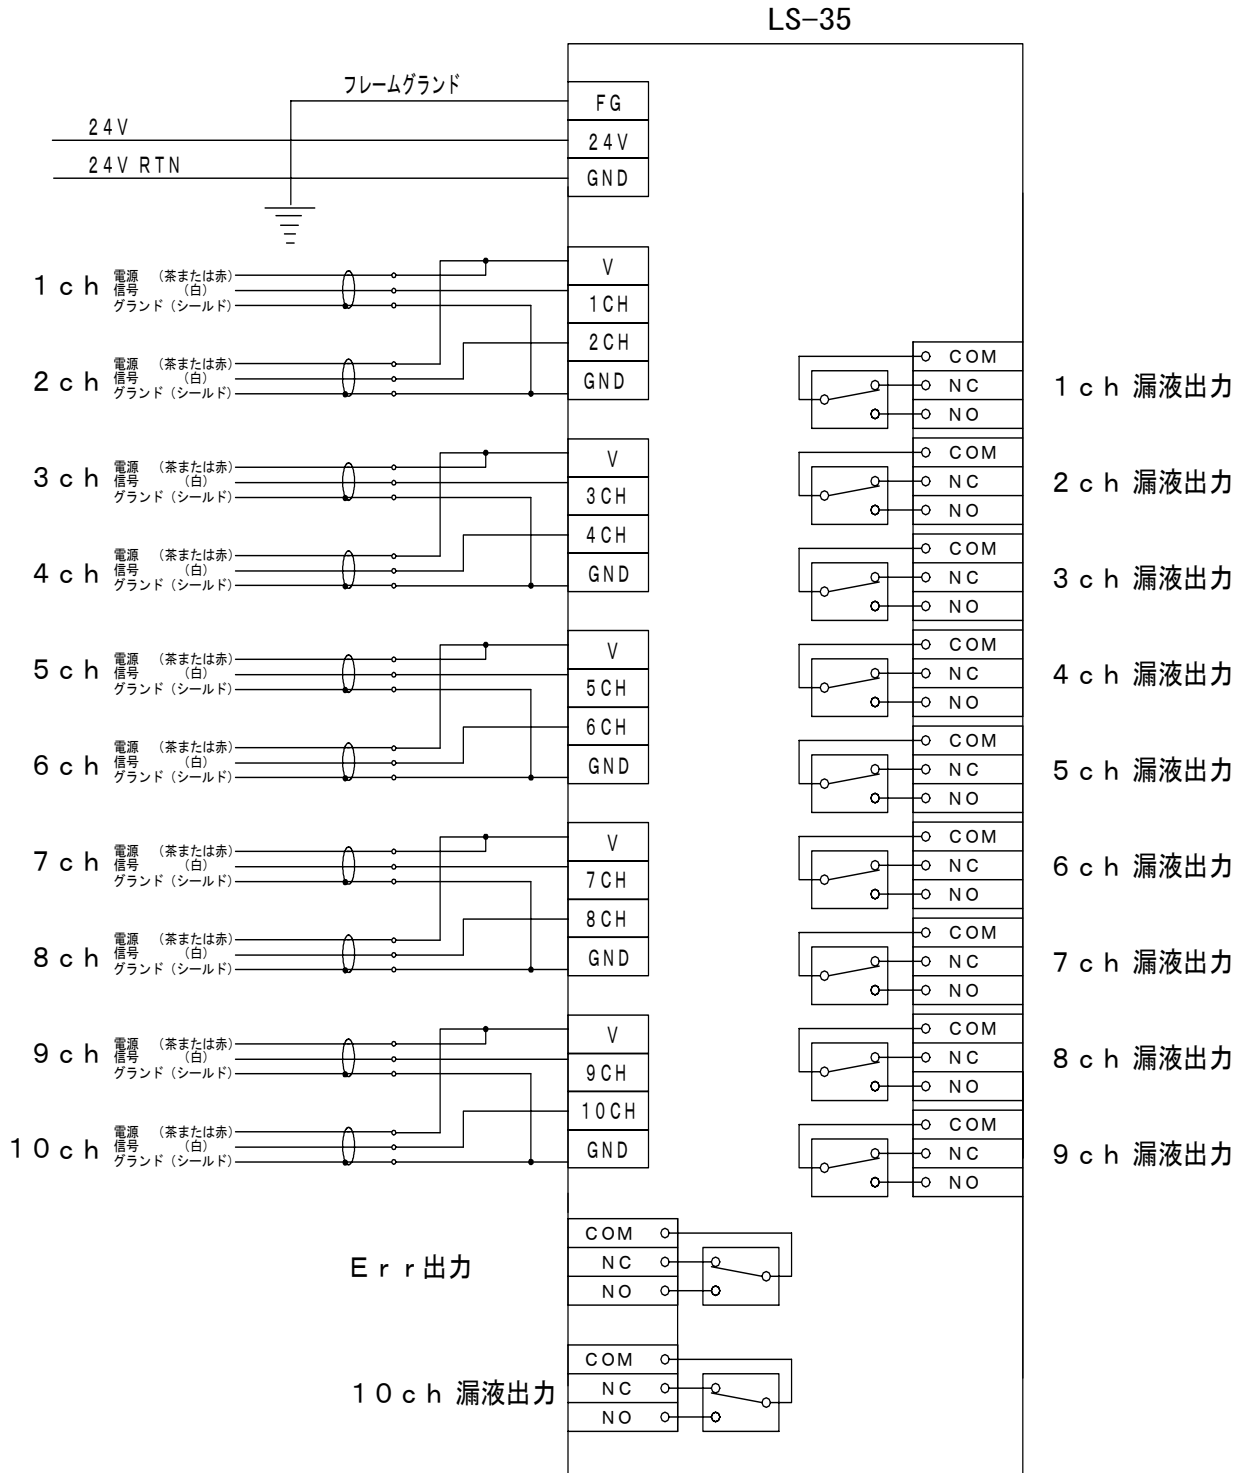 LS-35
フレームグランド
FG
24V
24V
24V RTN
GND
1ch
電源 (茶または赤)
信号 (白)
グランド (シールド)
V
1CH
2CH
GND
2ch
電源 (茶または赤)
信号 (白)
グランド (シールド)
3ch
電源 (茶または赤)
信号 (白)
グランド (シールド)
V
3CH
4CH
GND
4ch
電源 (茶または赤)
信号 (白)
グランド (シールド)
5ch
電源 (茶または赤)
信号 (白)
グランド (シールド)
V
5CH
6CH
GND
6ch
電源 (茶または赤)
信号 (白)
グランド (シールド)
7ch
電源 (茶または赤)
信号 (白)
グランド (シールド)
V
7CH
8CH
GND
8ch
電源 (茶または赤)
信号 (白)
グランド (シールド)
9ch
電源 (茶または赤)
信号 (白)
グランド (シールド)
V
9CH
10CH
GND
10ch
電源 (茶または赤)
信号 (白)
グランド (シールド)
COM
NC
NO
1ch 漏液出力
COM
NC
NO
2ch 漏液出力
COM
NC
NO
3ch 漏液出力
COM
NC
NO
4ch 漏液出力
COM
NC
NO
5ch 漏液出力
COM
NC
NO
6ch 漏液出力
COM
NC
NO
7ch 漏液出力
COM
NC
NO
8ch 漏液出力
COM
NC
NO
9ch 漏液出力
Err出力
COM
NC
NO
10ch 漏液出力
COM
NC
NO